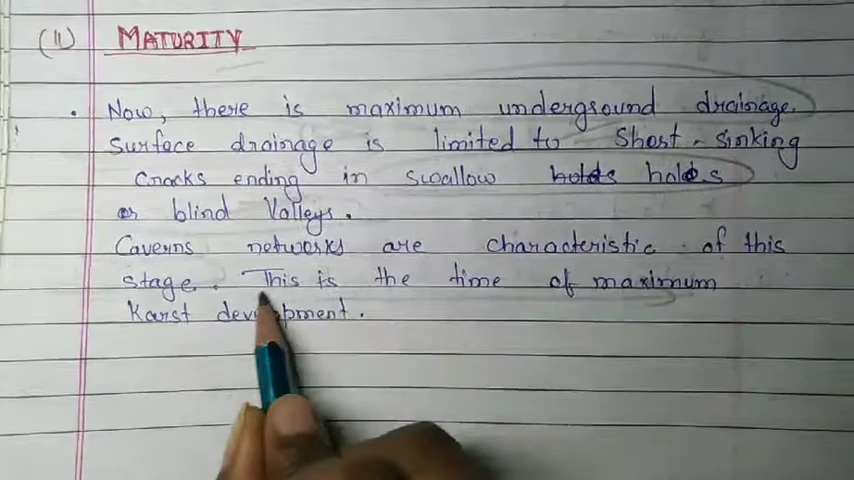 (II) MATURITY
• Now, there is maximum underground drainage.
Surface drainage is limited to short-sinking
cracks ending in swallow holes
or blind Valleys.
Caverns networks are characteristic of this
stage. This is the time of maximum
Karst development.